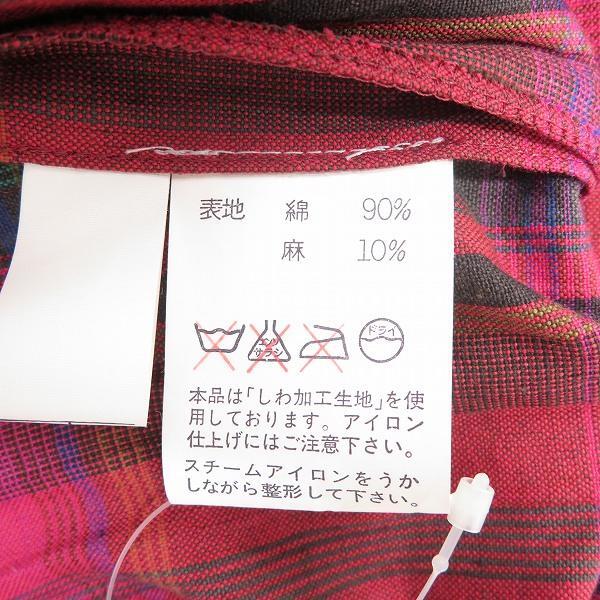 表地 綿 90%
麻 10%
エンソ
サラシ
ドライ
本品は「しわ加工生地」を使
用しております。アイロン
仕上げにはご注意下さい。
スチームアイロンをうか
しながら整形して下さい。